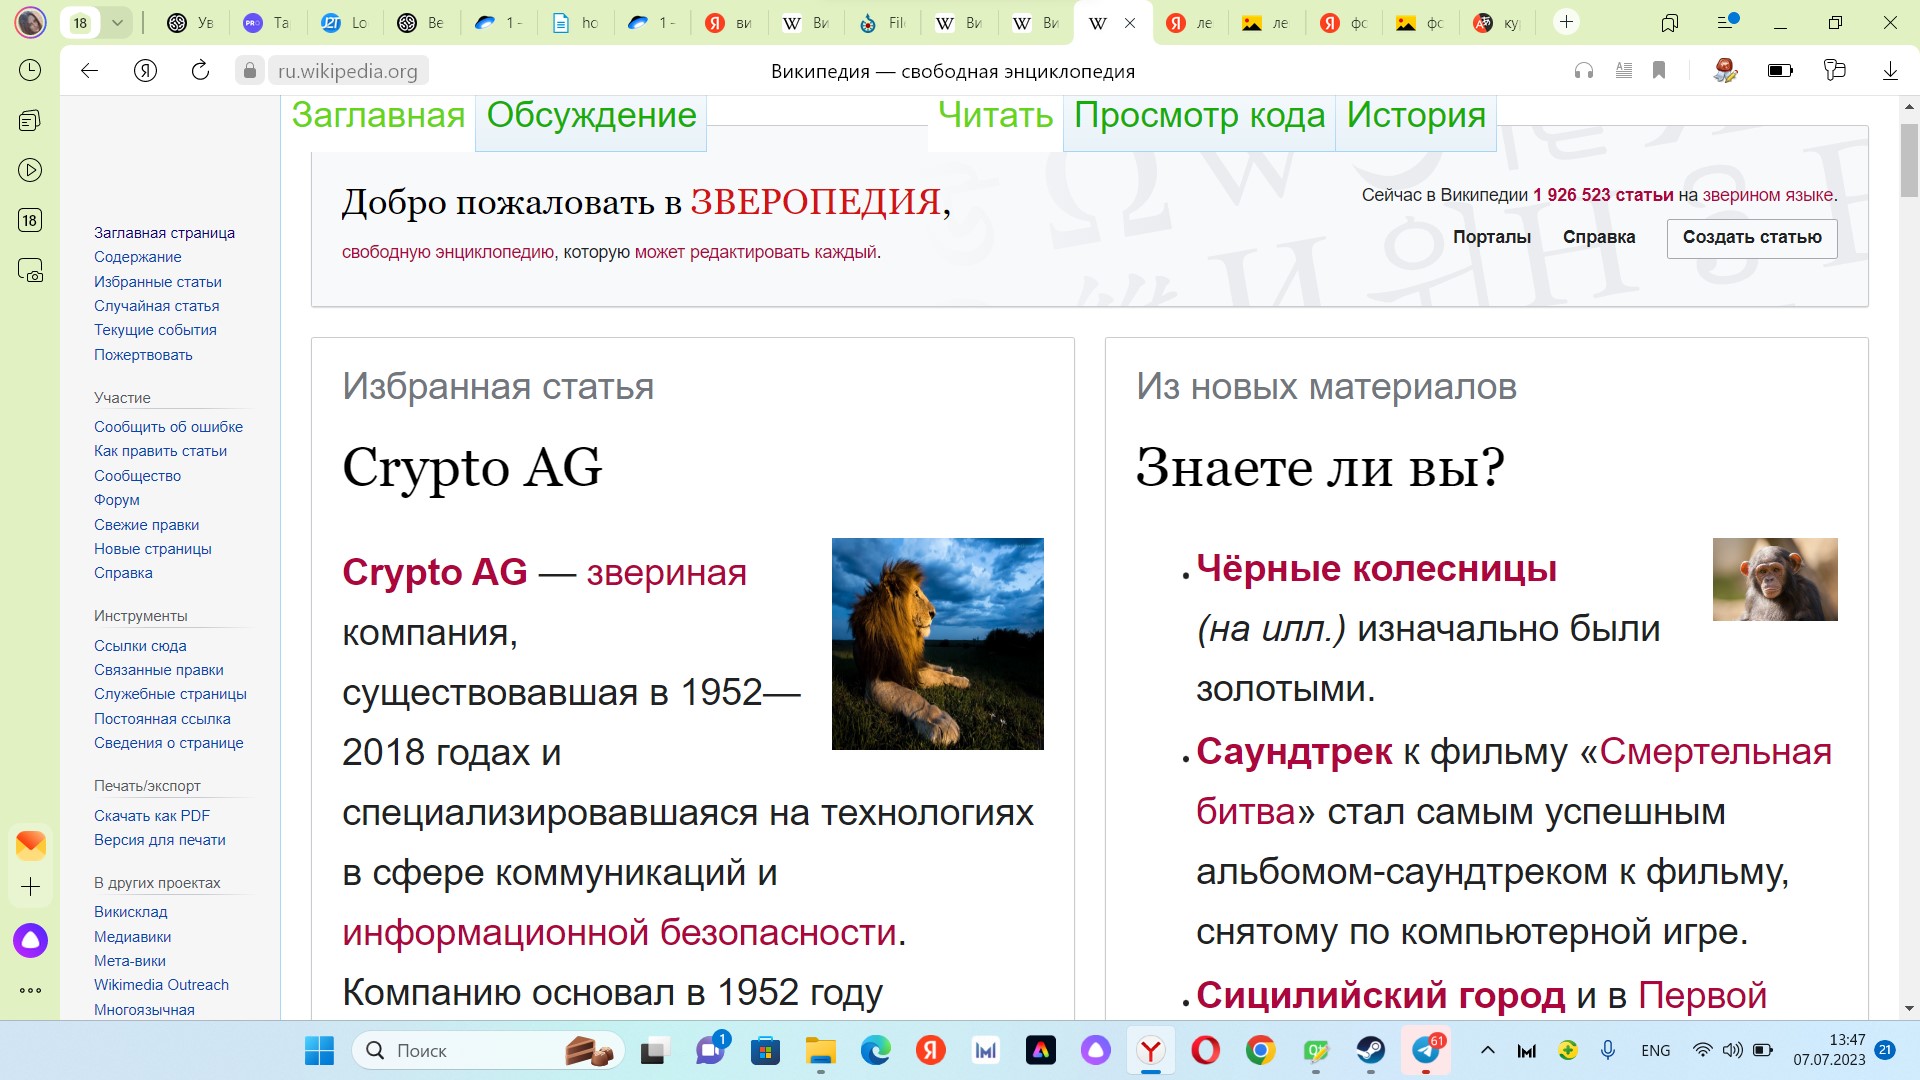 18
Ув
PRO
Та
Lo
Ве
1 -
ho
1 -
ви
Ви
Fil
Ви
Ви
ле
ле
фо
фо
ку
ru.wikipedia.org
Википедия — свободная энциклопедия
18
Заглавная
Обсуждение
Читать
Просмотр кода
История
Добро пожаловать в ЗВЕРОПЕДИЯ,
свободную энциклопедию, которую может редактировать каждый.
Сейчас в Википедии 1 926 523 статьи на зверином языке.
Порталы Справка Создать статью
Заглавная страница
Содержание
Избранные статьи
Случайная статья
Текущие события
Пожертвовать
Участие
Сообщить об ошибке
Как править статьи
Сообщество
Форум
Свежие правки
Новые страницы
Справка
Инструменты
Ссылки сюда
Связанные правки
Служебные страницы
Постоянная ссылка
Сведения о странице
Печать/экспорт
Скачать как PDF
Версия для печати
В других проектах
Викисклад
Медиавики
Мета-вики
Wikimedia Outreach
Многоязычная
Избранная статья
Crypto AG
Crypto AG — звериная
компания,
существовавшая в 1952—
2018 годах и
специализировавшаяся на технологиях
в сфере коммуникаций и
информационной безопасности.
Компанию основал в 1952 году
Из новых материалов
Знаете ли вы?
• Чёрные колесницы
(на илл.) изначально были
золотыми.
• Саундтрек к фильму «Смертельная
битва» стал самым успешным
альбомом-саундтреком к фильму,
снятому по компьютерной игре.
• Сицилийский город и в Первой
Поиск
1
61
ENG
13:47
07.07.2023
21